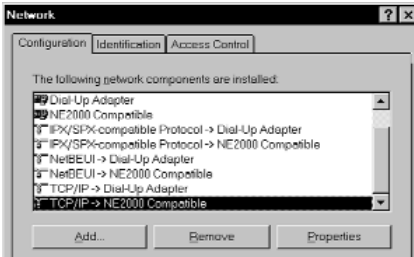 Network
Configuration Identification Access Control
The following network components are installed:
Dial-Up Adapter
NE2000 Compatible
IPX/SPX-compatible Protocol -> Dial-Up Adapter
IPX/SPX-compatible Protocol -> NE2000 Compatible
NetBEUI -> Dial-Up Adapter
NetBEUI -> NE2000 Compatible
TCP/IP -> Dial-Up Adapter
TCP/IP -> NE2000 Compatible
Add... Remove Properties